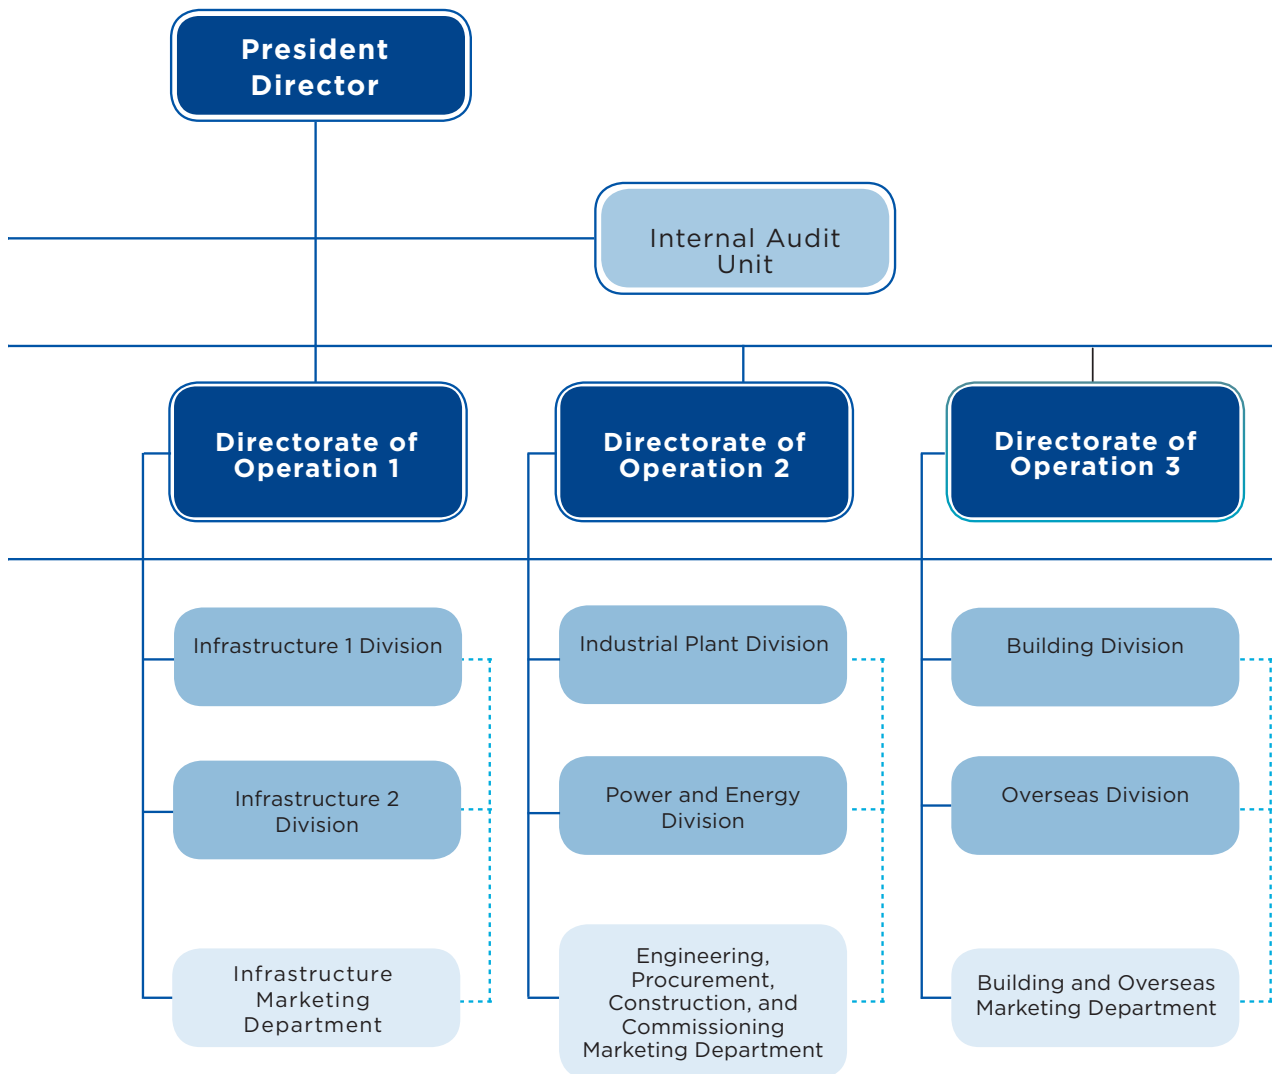 President
Director
Internal Audit
Unit
Directorate of
Operation 1
Directorate of
Operation 2
Directorate of
Operation 3
Infrastructure 1 Division
Industrial Plant Division
Building Division
Infrastructure 2
Division
Power and Energy
Division
Overseas Division
Infrastructure
Marketing
Department
Engineering,
Procurement,
Construction, and
Commissioning
Marketing Department
Building and Overseas
Marketing Department